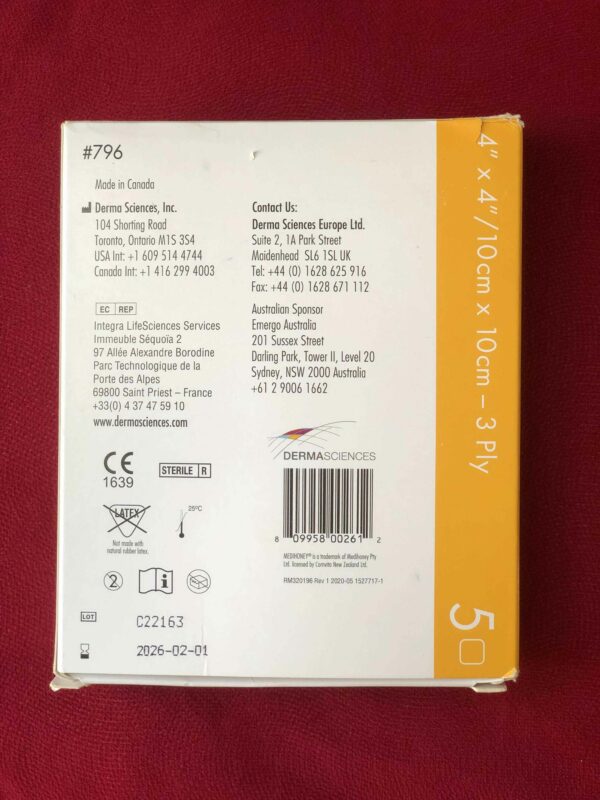 #796
Made in Canada
Derma Sciences, Inc.
104 Shorting Road
Toronto, Ontario M1S 3S4
USA Int: +1 609 514 4744
Canada Int: +1 416 299 4003
EC REP
Integra LifeSciences Services
Immeuble Séquoïa 2
97 Allée Alexandre Borodine
Parc Technologique de la
Porte des Alpes
69800 Saint Priest – France
+33(0) 4 37 47 59 10
www.dermasciences.com
Contact Us:
Derma Sciences Europe Ltd.
Suite 2, 1A Park Street
Maidenhead SL6 1SL UK
Tel: +44 (0) 1628 625 916
Fax: +44 (0) 1628 671 112
Australian Sponsor
Emergo Australia
201 Sussex Street
Darling Park, Tower II, Level 20
Sydney, NSW 2000 Australia
+61 2 9006 1662
CE
1639
STERILE R
LATEX
Not made with
natural rubber latex.
25°C
2
i
LOT C22163
2026-02-01
DERMASCIENCES
8 09958 00261 2
MEDIHONEY® is a trademark of Medihoney Pty
Ltd. licensed by Comvita New Zealand Ltd.
RM320196 Rev 1 2020-05 1527717-1
4" x 4"/10cm x 10cm – 3 Ply
5